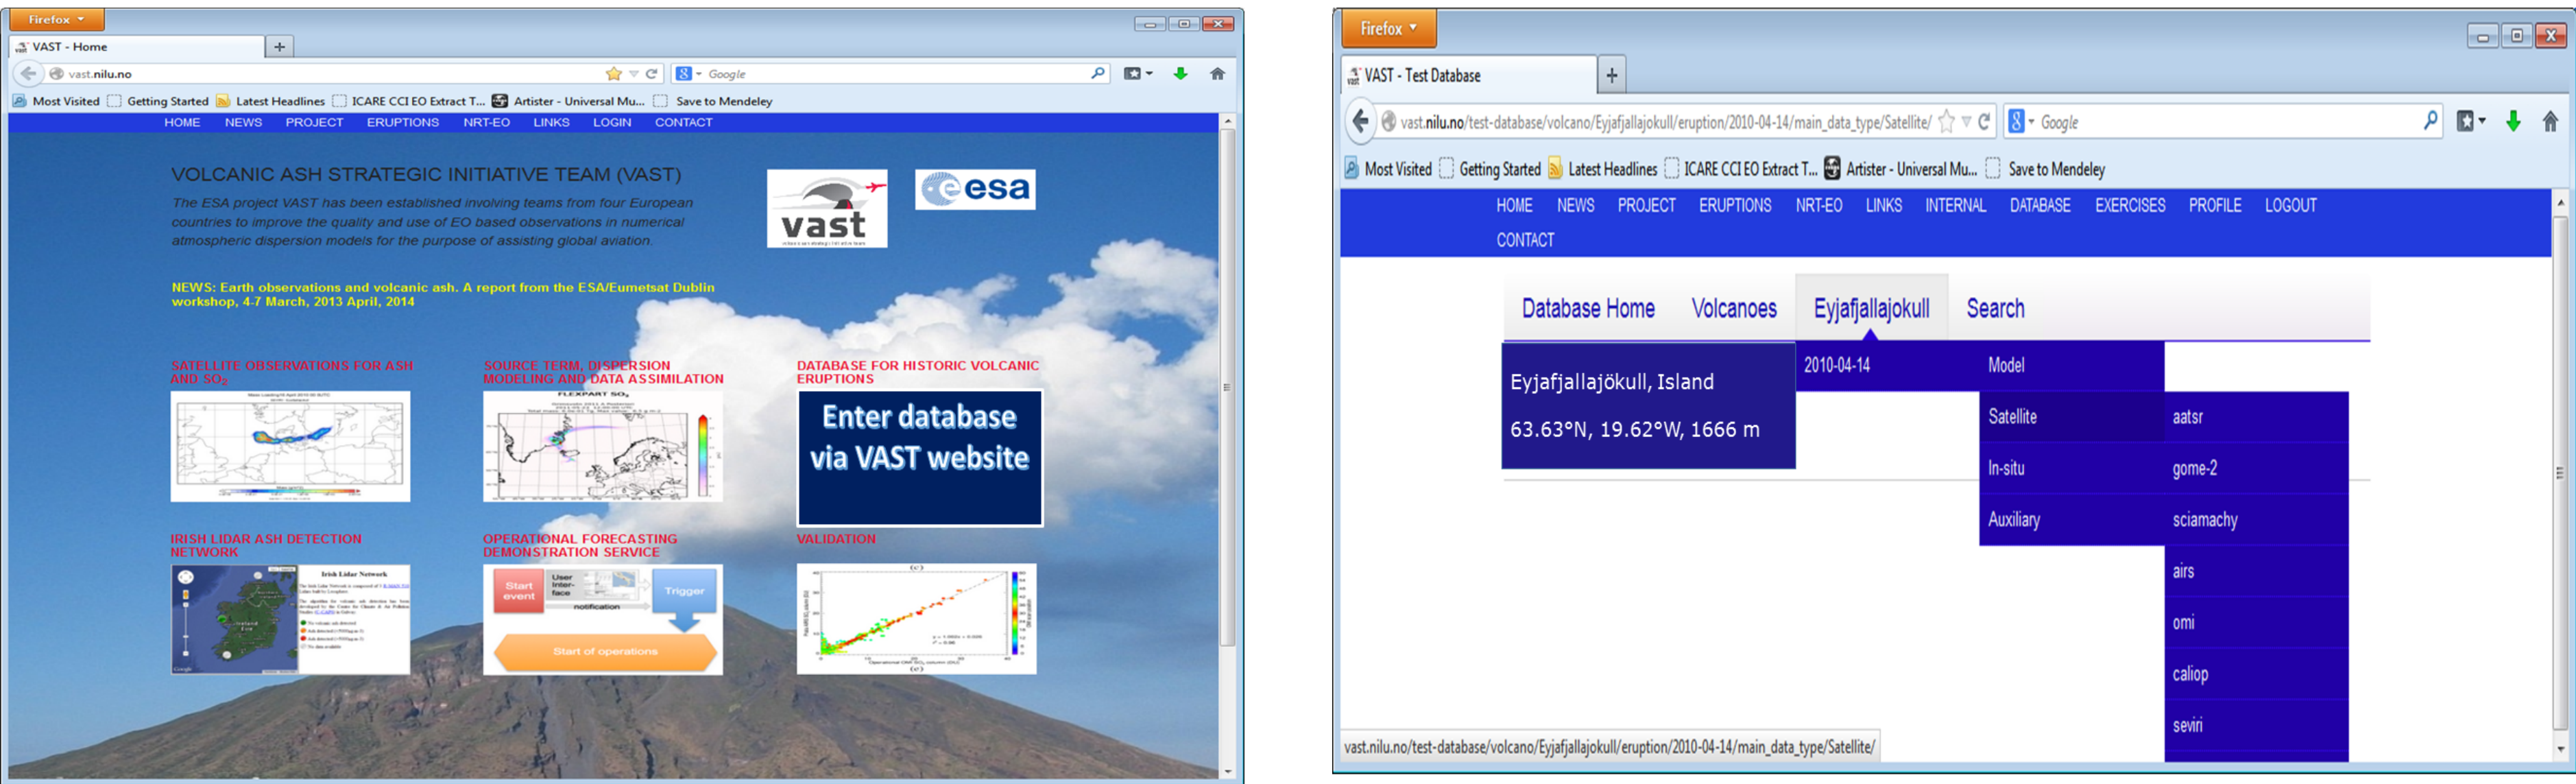 Firefox
VAST - Home
vast.nilu.no
Google
Most Visited Getting Started Latest Headlines ICARE CCI EO Extract T... Artister - Universal Mu... Save to Mendeley
HOME NEWS PROJECT ERUPTIONS NRT-EO LINKS LOGIN CONTACT
VOLCANIC ASH STRATEGIC INITIATIVE TEAM (VAST)
The ESA project VAST has been established involving teams from four European
countries to improve the quality and use of EO based observations in numerical
atmospheric dispersion models for the purpose of assisting global aviation.
vast
esa
NEWS: Earth observations and volcanic ash. A report from the ESA/Eumetsat Dublin
workshop, 4-7 March, 2013 April, 2014
SATELLITE OBSERVATIONS FOR ASH
AND SO₂
SOURCE TERM, DISPERSION
MODELING AND DATA ASSIMILATION
FLEXPART SO₂
DATABASE FOR HISTORIC VOLCANIC
ERUPTIONS
Enter database
via VAST website
IRISH LIDAR ASH DETECTION
NETWORK
Irish Lidar Network
OPERATIONAL FORECASTING
DEMONSTRATION SERVICE
Start
event
User
Inter-
face
notification
Trigger
Start of operations
VALIDATION
(c)
(e)
Firefox
VAST - Test Database
vast.nilu.no/test-database/volcano/Eyjafjallajokull/eruption/2010-04-14/main_data_type/Satellite/
Google
Most Visited Getting Started Latest Headlines ICARE CCI EO Extract T... Artister - Universal Mu... Save to Mendeley
HOME NEWS PROJECT ERUPTIONS NRT-EO LINKS INTERNAL DATABASE EXERCISES PROFILE LOGOUT
CONTACT
Database Home Volcanoes Eyjafjallajokull Search
Eyjafjallajökull, Island
63.63°N, 19.62°W, 1666 m
2010-04-14
Model
Satellite
In-situ
Auxiliary
aatsr
gome-2
sciamachy
airs
omi
caliop
seviri
vast.nilu.no/test-database/volcano/Eyjafjallajokull/eruption/2010-04-14/main_data_type/Satellite/